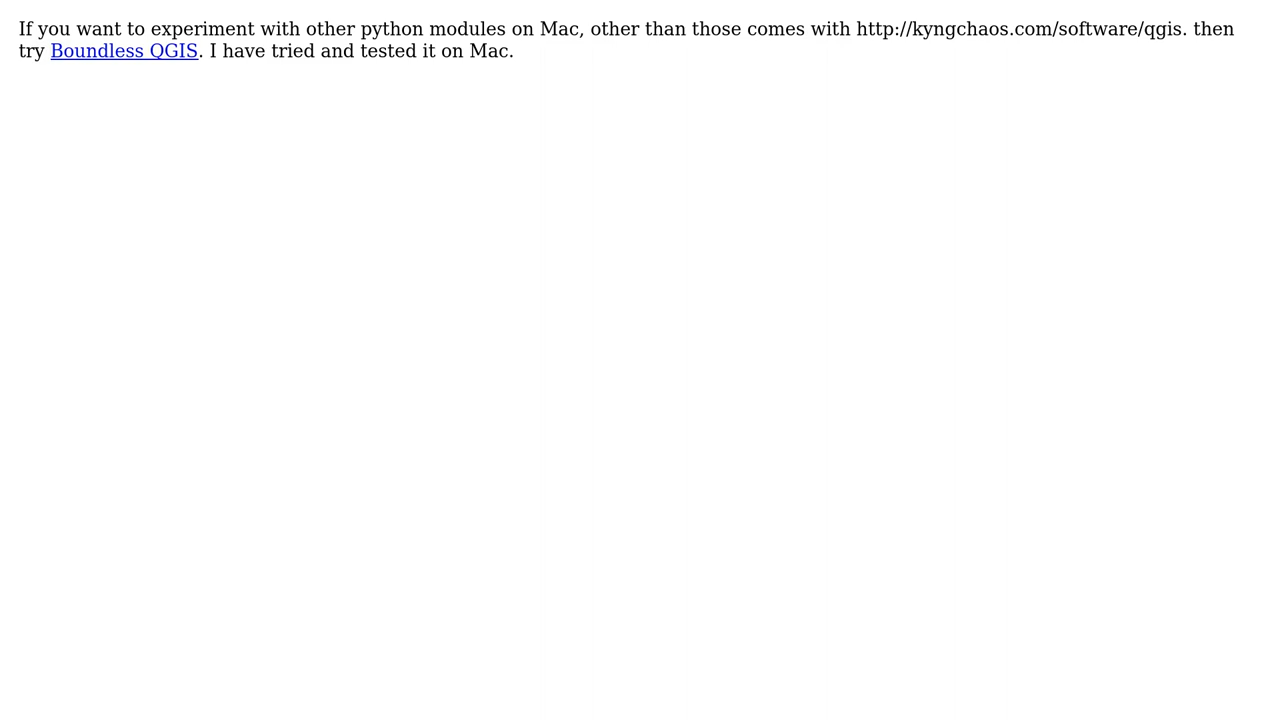 If you want to experiment with other python modules on Mac, other than those comes with http://kyngchaos.com/software/qgis. then
try Boundless QGIS. I have tried and tested it on Mac.